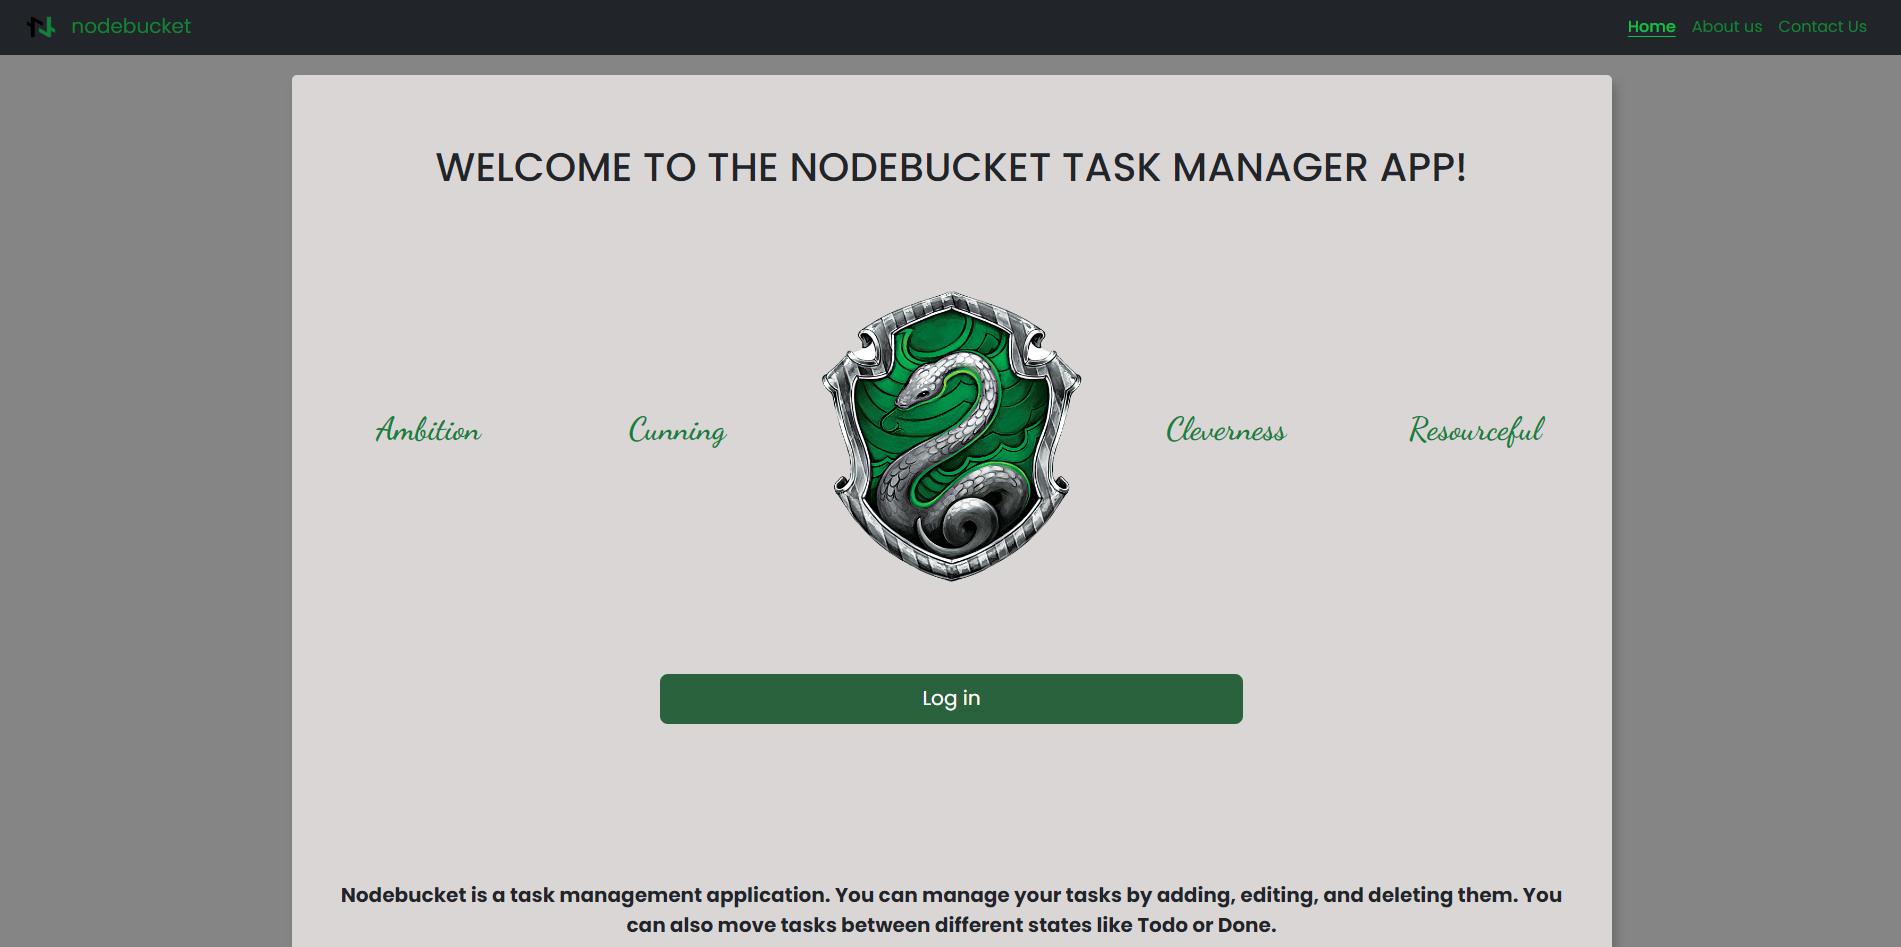 nodebucket
Home About us Contact Us
WELCOME TO THE NODEBUCKET TASK MANAGER APP!
Ambition Cunning Cleverness Resourceful
Log in
Nodebucket is a task management application. You can manage your tasks by adding, editing, and deleting them. You
can also move tasks between different states like Todo or Done.